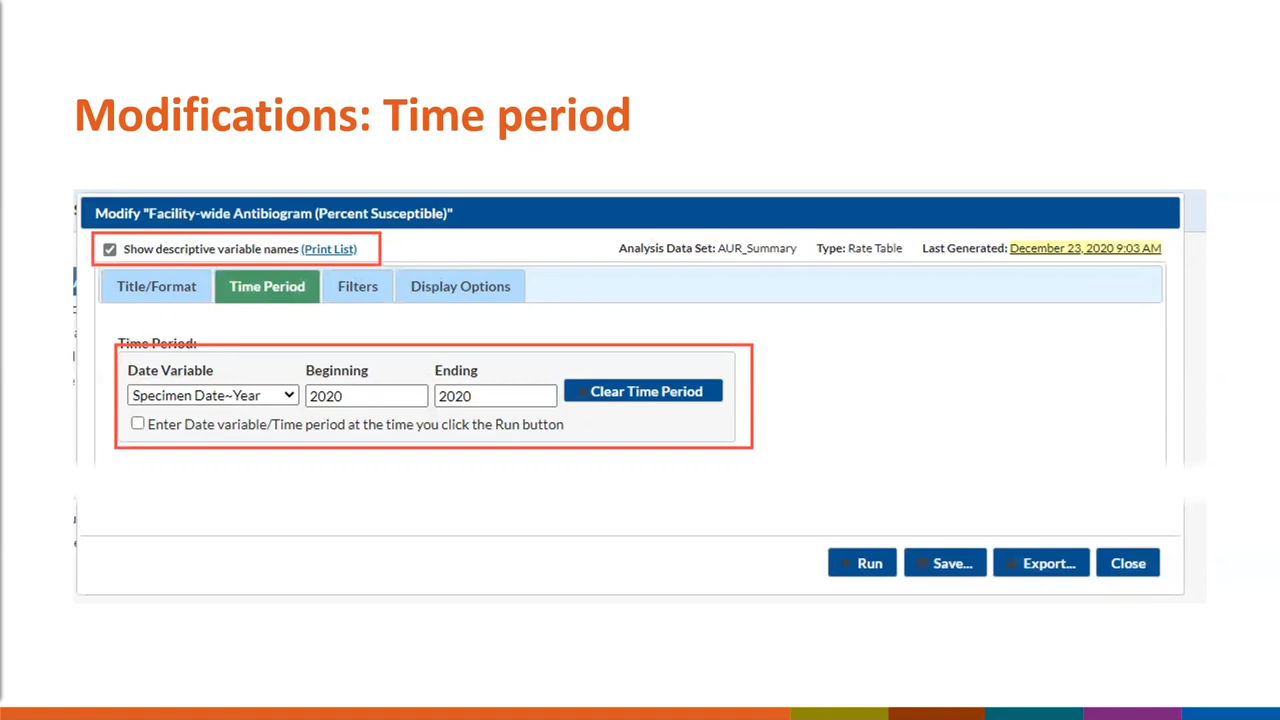 Modifications: Time period
Modify "Facility-wide Antibiogram (Percent Susceptible)"
Show descriptive variable names (Print List)
Analysis Data Set: AUR_Summary Type: Rate Table Last Generated: December 23, 2020 9:03 AM
Title/Format Time Period Filters Display Options
Time Period:
Date Variable Beginning Ending
Specimen Date~Year 2020 2020 Clear Time Period
Enter Date variable/Time period at the time you click the Run button
Run Save... Export... Close